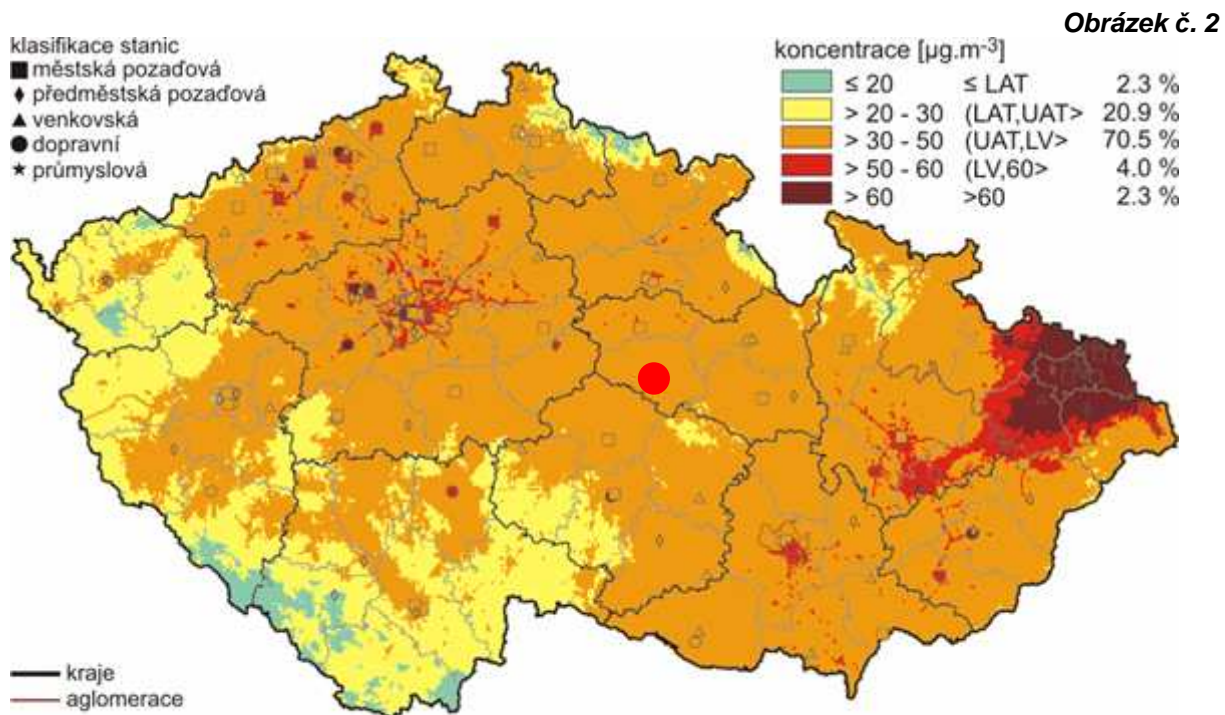 Obrázek č. 2
klasifikace stanic
městská pozaďová
předměstská pozaďová
venkovská
dopravní
průmyslová
koncentrace [µg.m⁻³]
≤ 20 ≤ LAT 2.3 %
> 20 - 30 (LAT,UAT> 20.9 %
> 30 - 50 (UAT,LV> 70.5 %
> 50 - 60 (LV,60> 4.0 %
> 60 >60 2.3 %
kraje
aglomerace